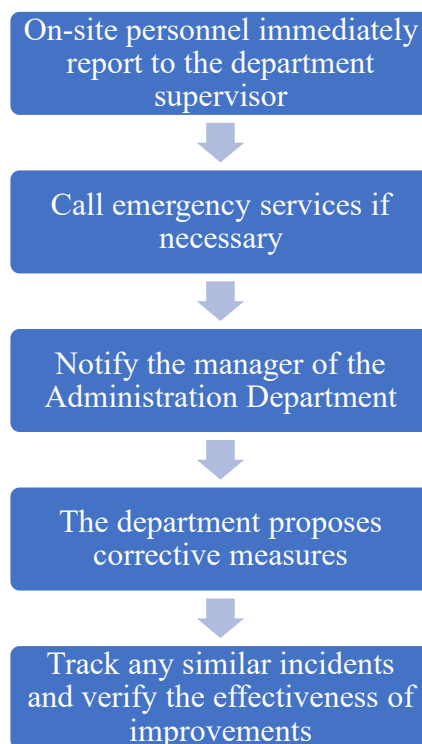 On-site personnel immediately
report to the department
supervisor
Call emergency services if
necessary
Notify the manager of the
Administration Department
The department proposes
corrective measures
Track any similar incidents
and verify the effectiveness of
improvements